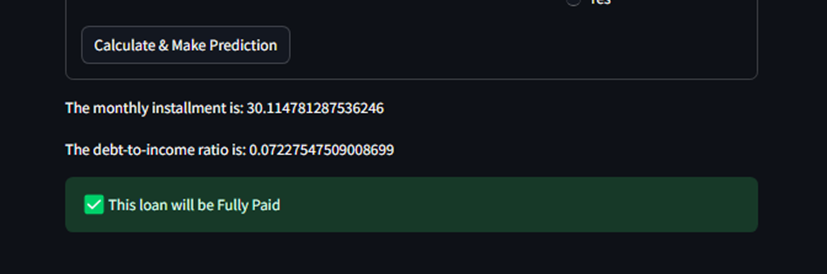 Yes
Calculate & Make Prediction
The monthly installment is: 30.114781287536246
The debt-to-income ratio is: 0.07227547509008699
This loan will be Fully Paid